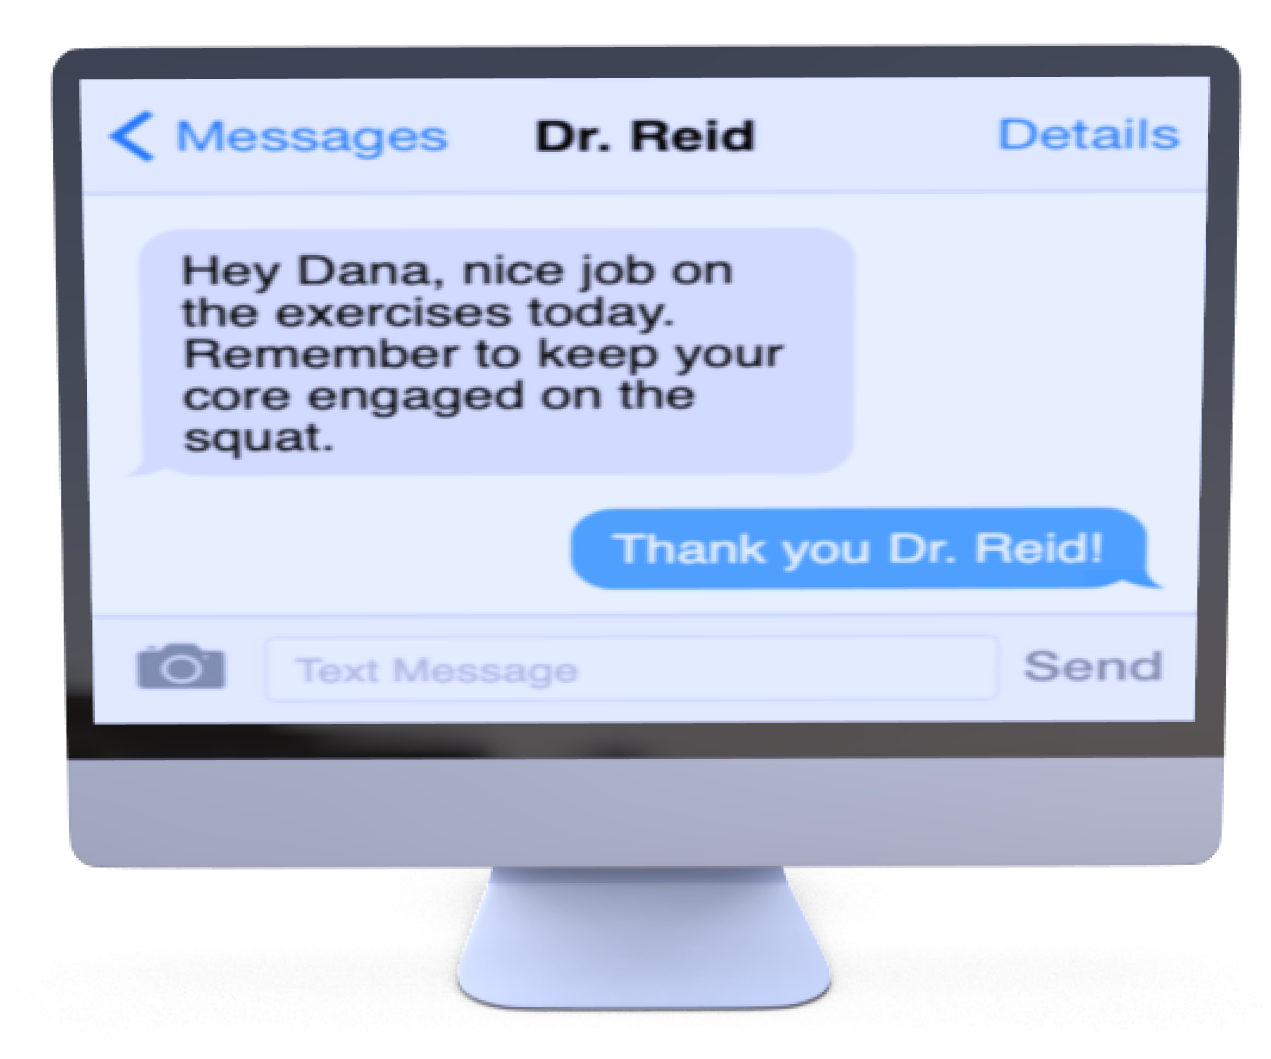 Messages Dr. Reid Details
Hey Dana, nice job on
the exercises today.
Remember to keep your
core engaged on the
squat.
Thank you Dr. Reid!
Text Message Send